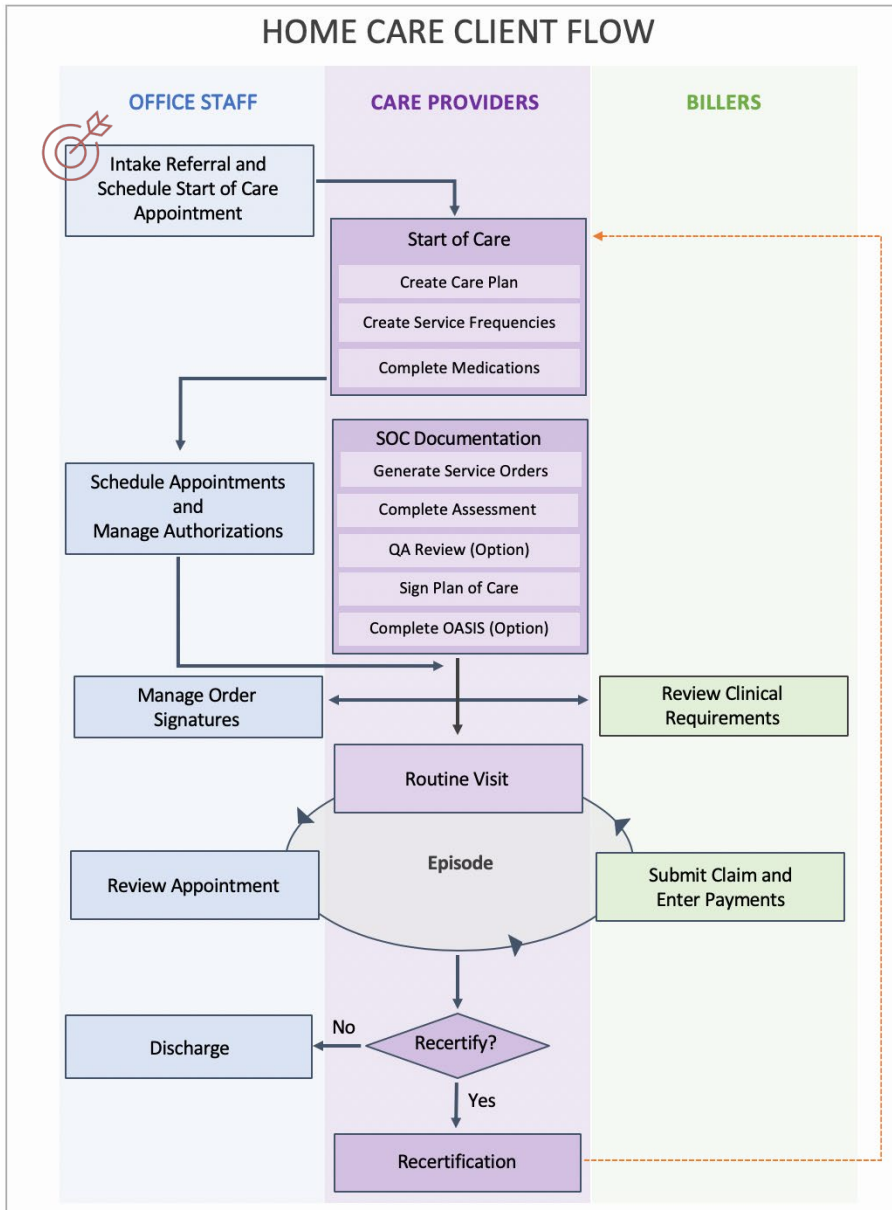 HOME CARE CLIENT FLOW
OFFICE STAFF
CARE PROVIDERS
BILLERS
Intake Referral and
Schedule Start of Care
Appointment
Start of Care
Create Care Plan
Create Service Frequencies
Complete Medications
SOC Documentation
Generate Service Orders
Complete Assessment
QA Review (Option)
Sign Plan of Care
Complete OASIS (Option)
Schedule Appointments
and
Manage Authorizations
Manage Order
Signatures
Review Clinical
Requirements
Routine Visit
Episode
Review Appointment
Submit Claim and
Enter Payments
Recertify?
No
Discharge
Yes
Recertification